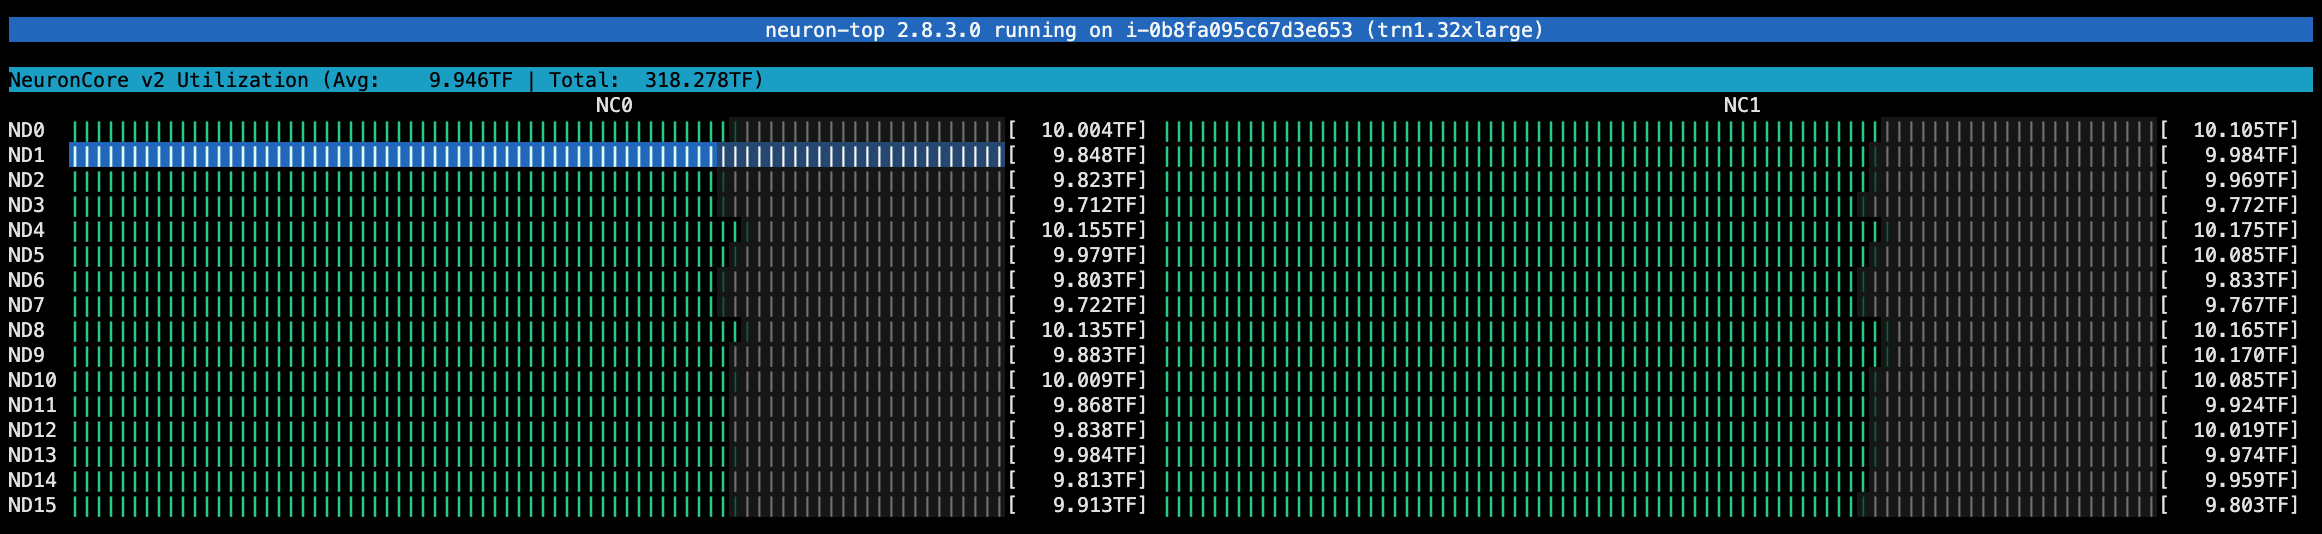 neuron-top 2.8.3.0 running on i-0b8fa095c67d3e653 (trn1.32xlarge)
NeuronCore v2 Utilization (Avg: 9.946TF | Total: 318.278TF)
NC0 NC1
ND0 [ 10.004TF] [ 10.105TF]
ND1 [ 9.848TF] [ 9.984TF]
ND2 [ 9.823TF] [ 9.969TF]
ND3 [ 9.712TF] [ 9.772TF]
ND4 [ 10.155TF] [ 10.175TF]
ND5 [ 9.979TF] [ 10.085TF]
ND6 [ 9.803TF] [ 9.833TF]
ND7 [ 9.722TF] [ 9.767TF]
ND8 [ 10.135TF] [ 10.165TF]
ND9 [ 9.883TF] [ 10.170TF]
ND10 [ 10.009TF] [ 10.085TF]
ND11 [ 9.868TF] [ 9.924TF]
ND12 [ 9.838TF] [ 10.019TF]
ND13 [ 9.984TF] [ 9.974TF]
ND14 [ 9.813TF] [ 9.959TF]
ND15 [ 9.913TF] [ 9.803TF]